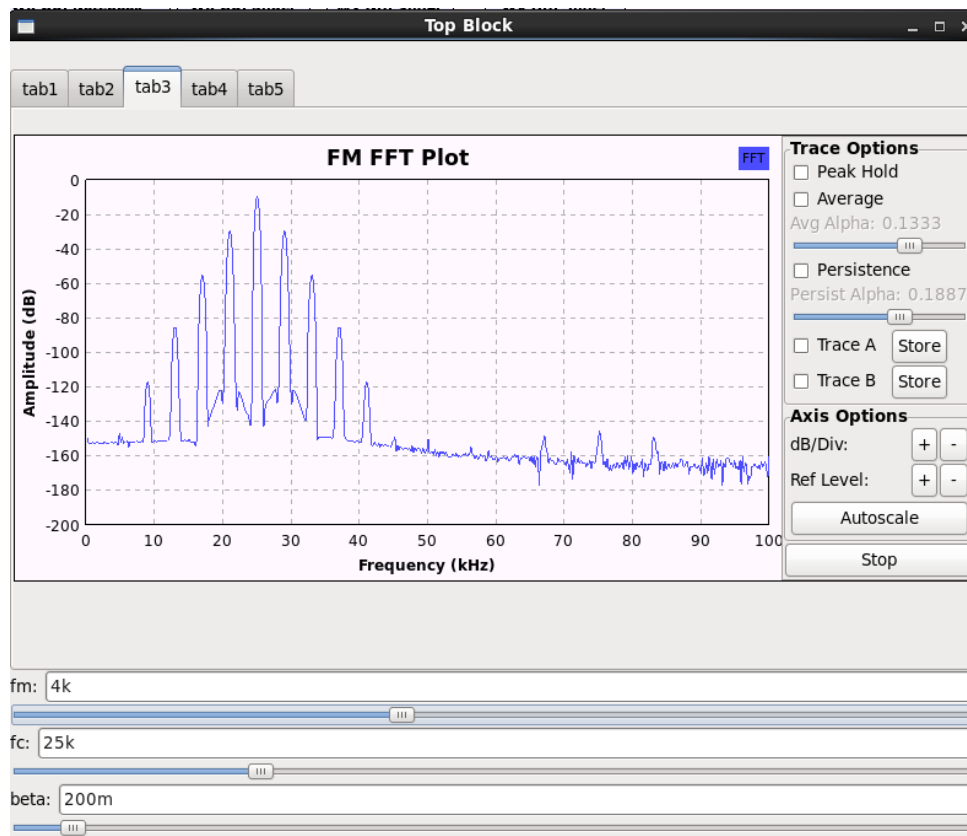 Top Block
tab1 tab2 tab3 tab4 tab5
FM FFT Plot
FFT
Amplitude (dB)
0
-20
-40
-60
-80
-100
-120
-140
-160
-180
-200
0 10 20 30 40 50 60 70 80 90 100
Frequency (kHz)
Trace Options
Peak Hold
Average
Avg Alpha: 0.1333
Persistence
Persist Alpha: 0.1887
Trace A Store
Trace B Store
Axis Options
dB/Div: + -
Ref Level: + -
Autoscale
Stop
fm: 4k
fc: 25k
beta: 200m